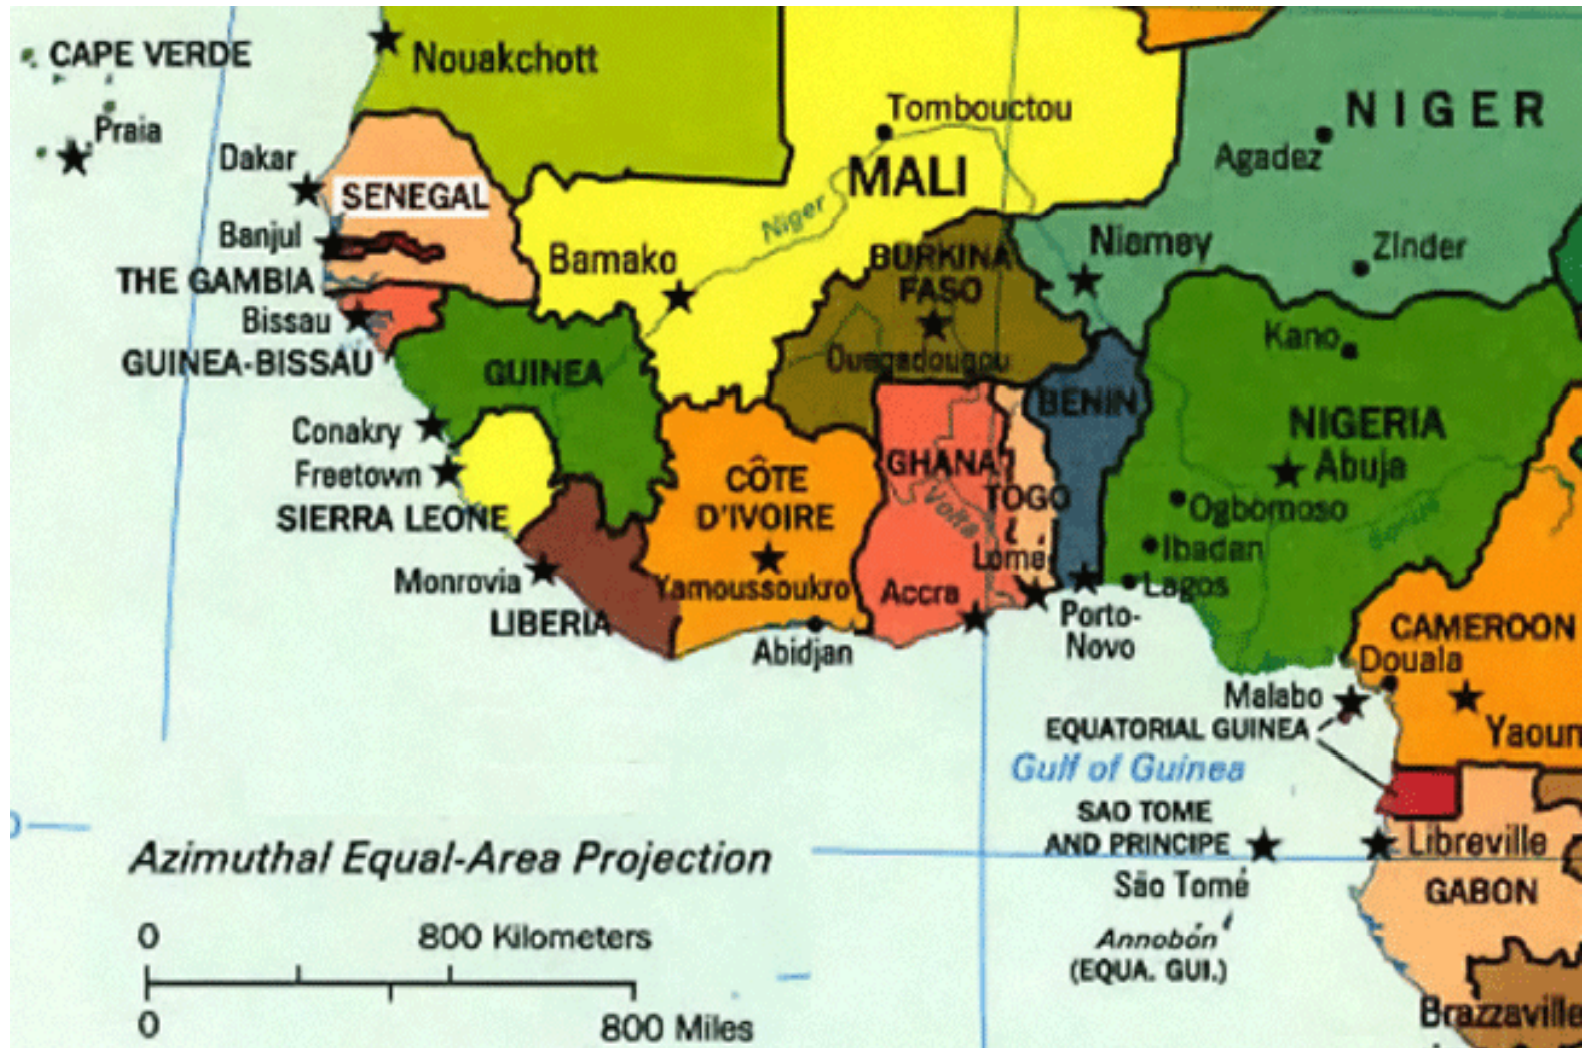 CAPE VERDE
Nouakchott
Praia
Tombouctou
NIGER
Dakar
Agadez
SENEGAL
MALI
Niger
Banjul
Bamako
BURKINA
FASO
Niamey
Zinder
THE GAMBIA
Bissau
Kano
GUINEA-BISSAU
GUINEA
Ouagadougou
BENIN
Conakry
NIGERIA
Freetown
CÔTE
D'IVOIRE
GHANA
Abuja
SIERRA LEONE
TOGO
Volta
Ogbomoso
Ibadan
Lomé
Monrovia
Yamoussoukro
Accra
Lagos
LIBERIA
Porto-
Novo
CAMEROON
Abidjan
Douala
Malabo
EQUATORIAL GUINEA
Yaoun
Gulf of Guinea
SAO TOME
AND PRINCIPE
Libreville
Azimuthal Equal-Area Projection
São Tomé
GABON
0 800 Kilometers
Annobón
(EQUA. GUI.)
Brazzaville
0 800 Miles